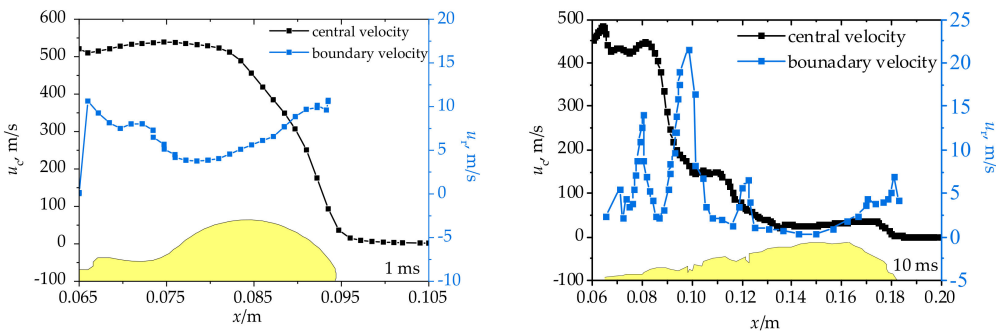 600
500
400
300
200
100
0
-100
u_c, m/s
central velocity
boundary velocity
20
15
10
5
0
-5
-10
u_r, m/s
1 ms
0.065 0.075 0.085 0.095 0.105
x/m
500
400
300
200
100
0
-100
u_c, m/s
central velocity
bounadary velocity
25
20
15
10
5
0
-5
u_r, m/s
10 ms
0.06 0.08 0.10 0.12 0.14 0.16 0.18 0.20
x/m